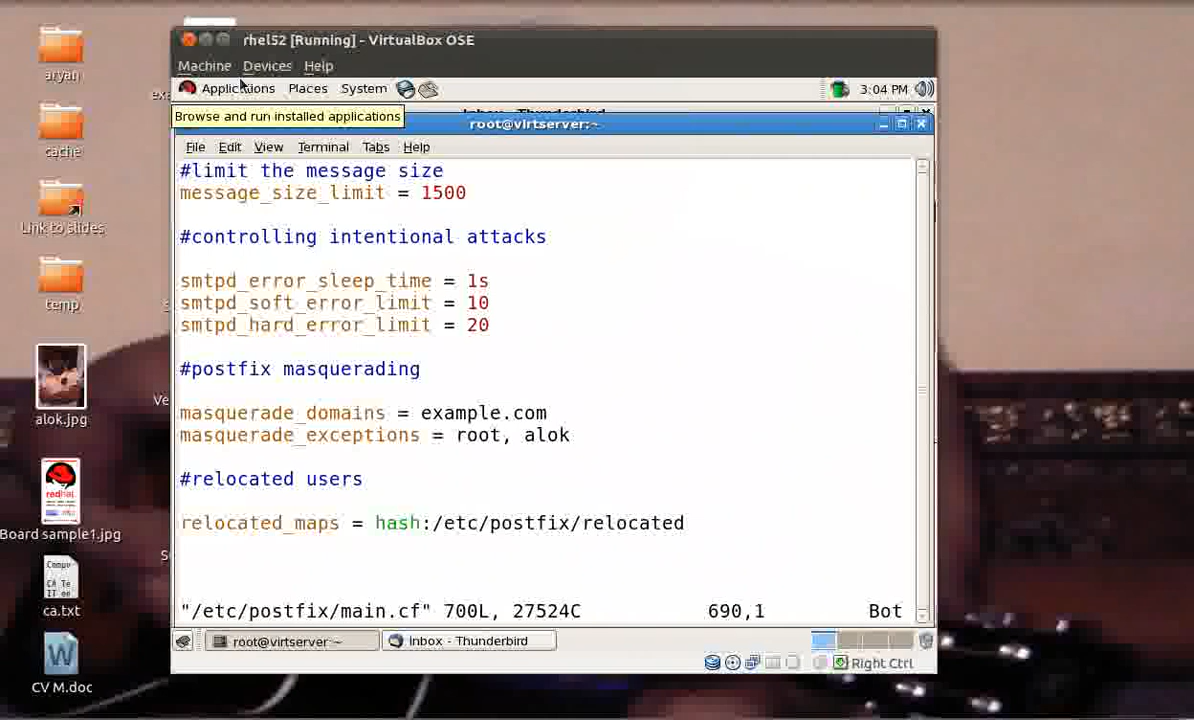 rhel52 [Running] - VirtualBox OSE
Machine Devices Help
Applications Places System 3:04 PM
Browse and run installed applications
Inbox - Thunderbird
root@virtserver:~
File Edit View Terminal Tabs Help
#limit the message size
message_size_limit = 1500
#controlling intentional attacks
smtpd_error_sleep_time = 1s
smtpd_soft_error_limit = 10
smtpd_hard_error_limit = 20
#postfix masquerading
masquerade_domains = example.com
masquerade_exceptions = root, alok
#relocated users
relocated_maps = hash:/etc/postfix/relocated
"/etc/postfix/main.cf" 700L, 27524C 690,1 Bot
root@virtserver:~ Inbox - Thunderbird
Right Ctrl
aryan
cache
Link to slides
temp
alok.jpg
redhat
Board sample1.jpg
ca.txt
CV M.doc